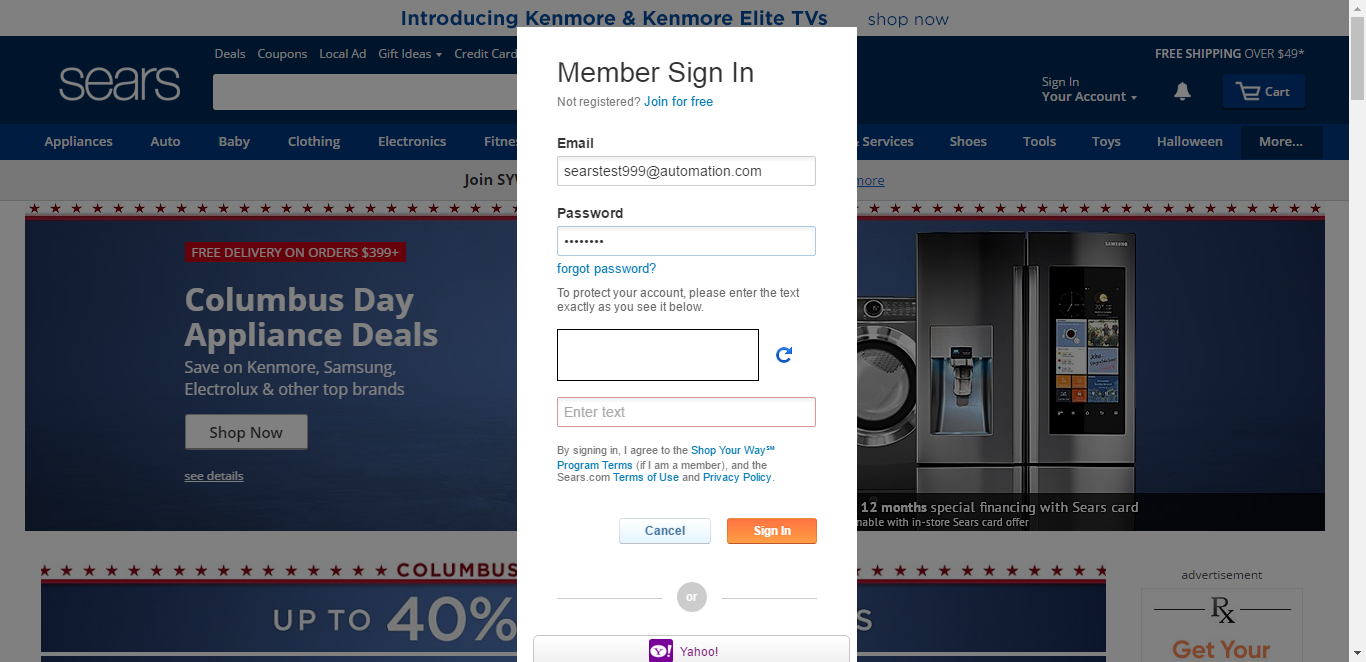 Introducing Kenmore & Kenmore Elite TVs shop now
Deals Coupons Local Ad Gift Ideas Credit Card
FREE SHIPPING OVER $49*
sears
Sign In
Your Account
Cart
Appliances Auto Baby Clothing Electronics & Services Shoes Tools Toys Halloween More...
Join
more
FREE DELIVERY ON ORDERS $399+
Columbus Day
Appliance Deals
Save on Kenmore, Samsung,
Electrolux & other top brands
Shop Now
see details
SAMSUNG
12 months special financing with Sears card
with in-store Sears card offer
COLUMBUS
UP TO 40%
advertisement
Rx
Get Your
Member Sign In
Not registered? Join for free
Email
searstest999@automation.com
Password
••••••••
forgot password?
To protect your account, please enter the text
exactly as you see it below.
Enter text
By signing in, I agree to the Shop Your Way℠
Program Terms (if I am a member), and the
Sears.com Terms of Use and Privacy Policy.
Cancel Sign In
or
Yahoo!